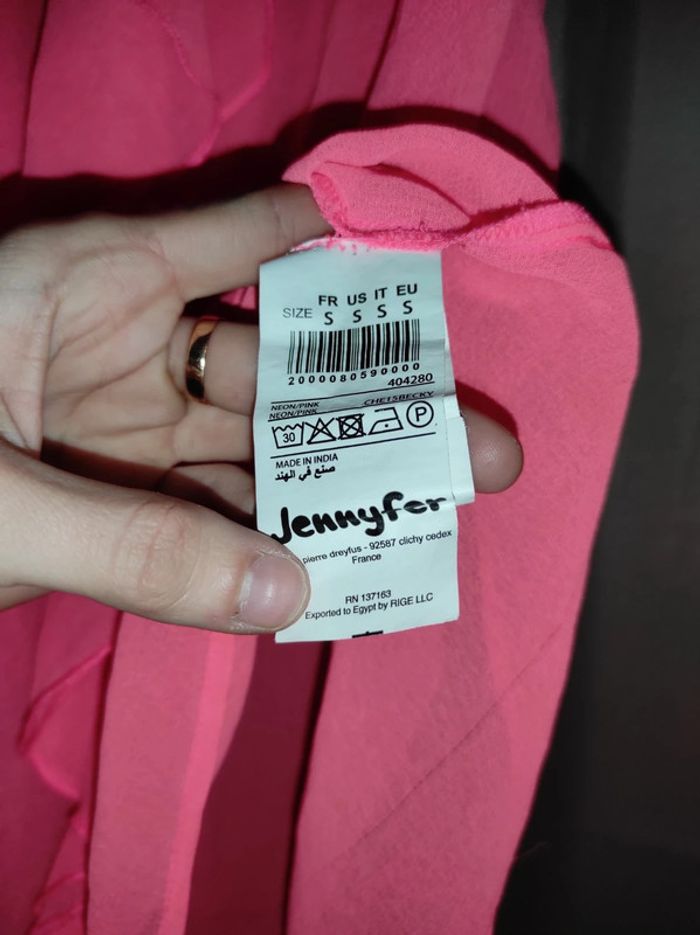 FR US IT EU
SIZE S S S S
2000080590000
404280
NEON/PINK CHE15BECKY
NEON/PINK
30 P
MADE IN INDIA
صنع في الهند
Jennyfer
pierre dreyfus - 92587 clichy cedex
France
RN 137163
Exported to Egypt by RIGE LLC